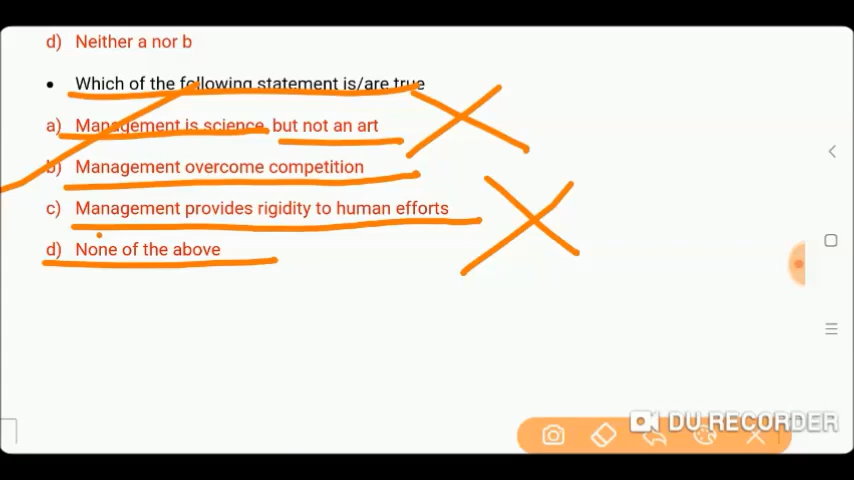 d) Neither a nor b
• Which of the following statement is/are true
a) Management is science, but not an art
b) Management overcome competition
c) Management provides rigidity to human efforts
d) None of the above
DU RECORDER